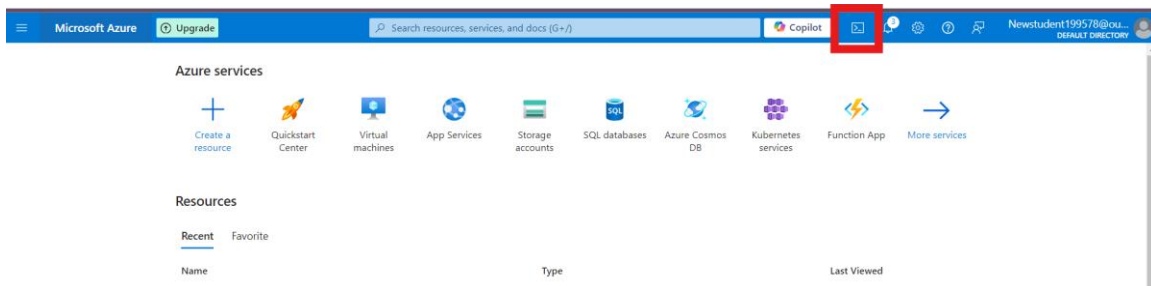 Microsoft Azure
Upgrade
Search resources, services, and docs (G+/)
Copilot
3
Newstudent199578@ou...
DEFAULT DIRECTORY
Azure services
Create a resource
Quickstart Center
Virtual machines
App Services
Storage accounts
SQL
SQL databases
Azure Cosmos DB
Kubernetes services
Function App
More services
Resources
Recent Favorite
Name Type Last Viewed